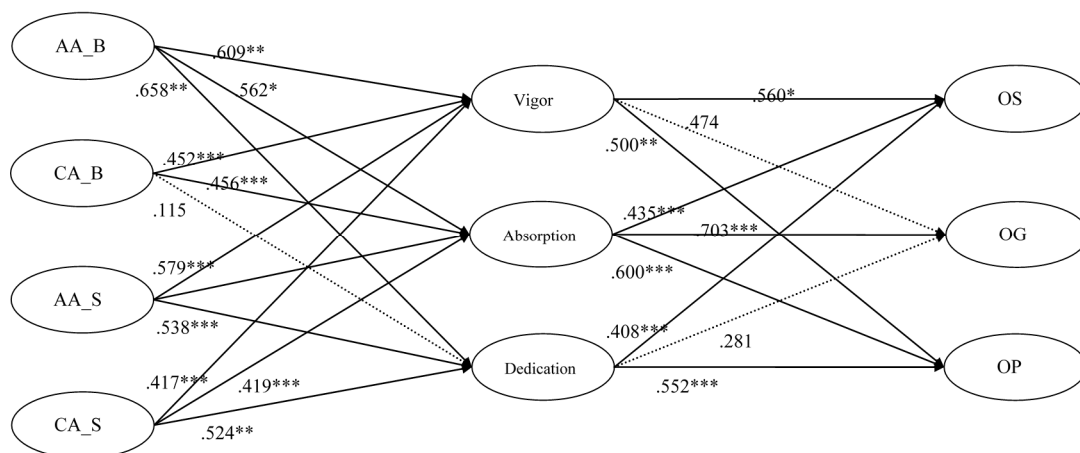 AA_B
.609**
.658**
.562*
Vigor
.560*
OS
.474
.500**
CA_B
.452***
.456***
.115
Absorption
.435***
.703***
OG
.600***
AA_S
.579***
.538***
Dedication
.408***
.281
OP
.552***
CA_S
.417***
.419***
.524**